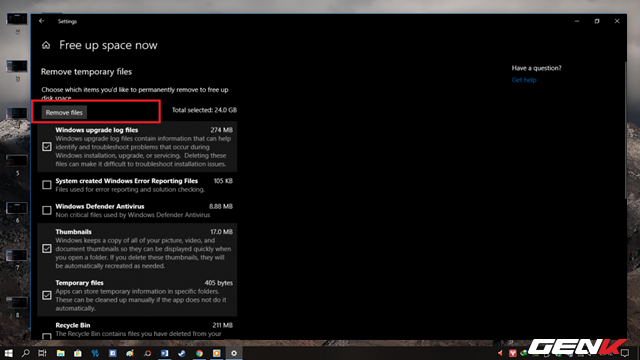 Settings
Free up space now
Remove temporary files
Choose which items you'd like to permanently remove to free up
disk space.
Remove files
Total selected: 24.0 GB
Windows upgrade log files 274 MB
Windows upgrade log files contain information that can help
identify and troubleshoot problems that occur during
Windows installation, upgrade, or servicing. Deleting these
files can make it difficult to troubleshoot installation issues.
System created Windows Error Reporting Files 105 KB
Files used for error reporting and solution checking.
Windows Defender Antivirus 8.88 MB
Non critical files used by Windows Defender Antivirus
Thumbnails 17.0 MB
Windows keeps a copy of all of your picture, video, and
document thumbnails so they can be displayed quickly when
you open a folder. If you delete these thumbnails, they will
be automatically recreated as needed.
Temporary files 405 bytes
Apps can store temporary information in specific folders.
These can be cleaned up manually if the app does not do it
automatically.
Recycle Bin 211 MB
The Recycle Bin contains files you have deleted from your
Have a question?
Get help
5
6
7
8
GENK